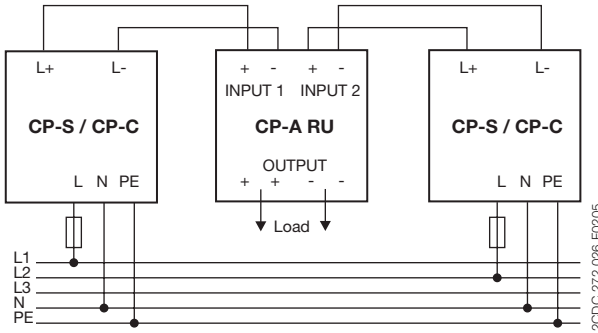 L+ L- + - + - L+ L-
INPUT 1 INPUT 2
CP-S / CP-C CP-A RU CP-S / CP-C
OUTPUT
L N PE + + - - L N PE
Load
L1
L2
L3
N
PE
2CDC 272 026 F0205